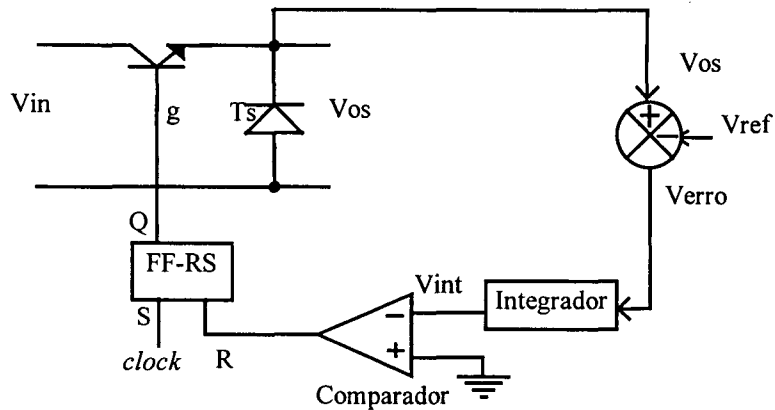 Vin
g
Ts
Vos
Vos
+
−
Vref
Verro
Q
FF-RS
S
clock
R
Vint
Integrador
−
+
Comparador